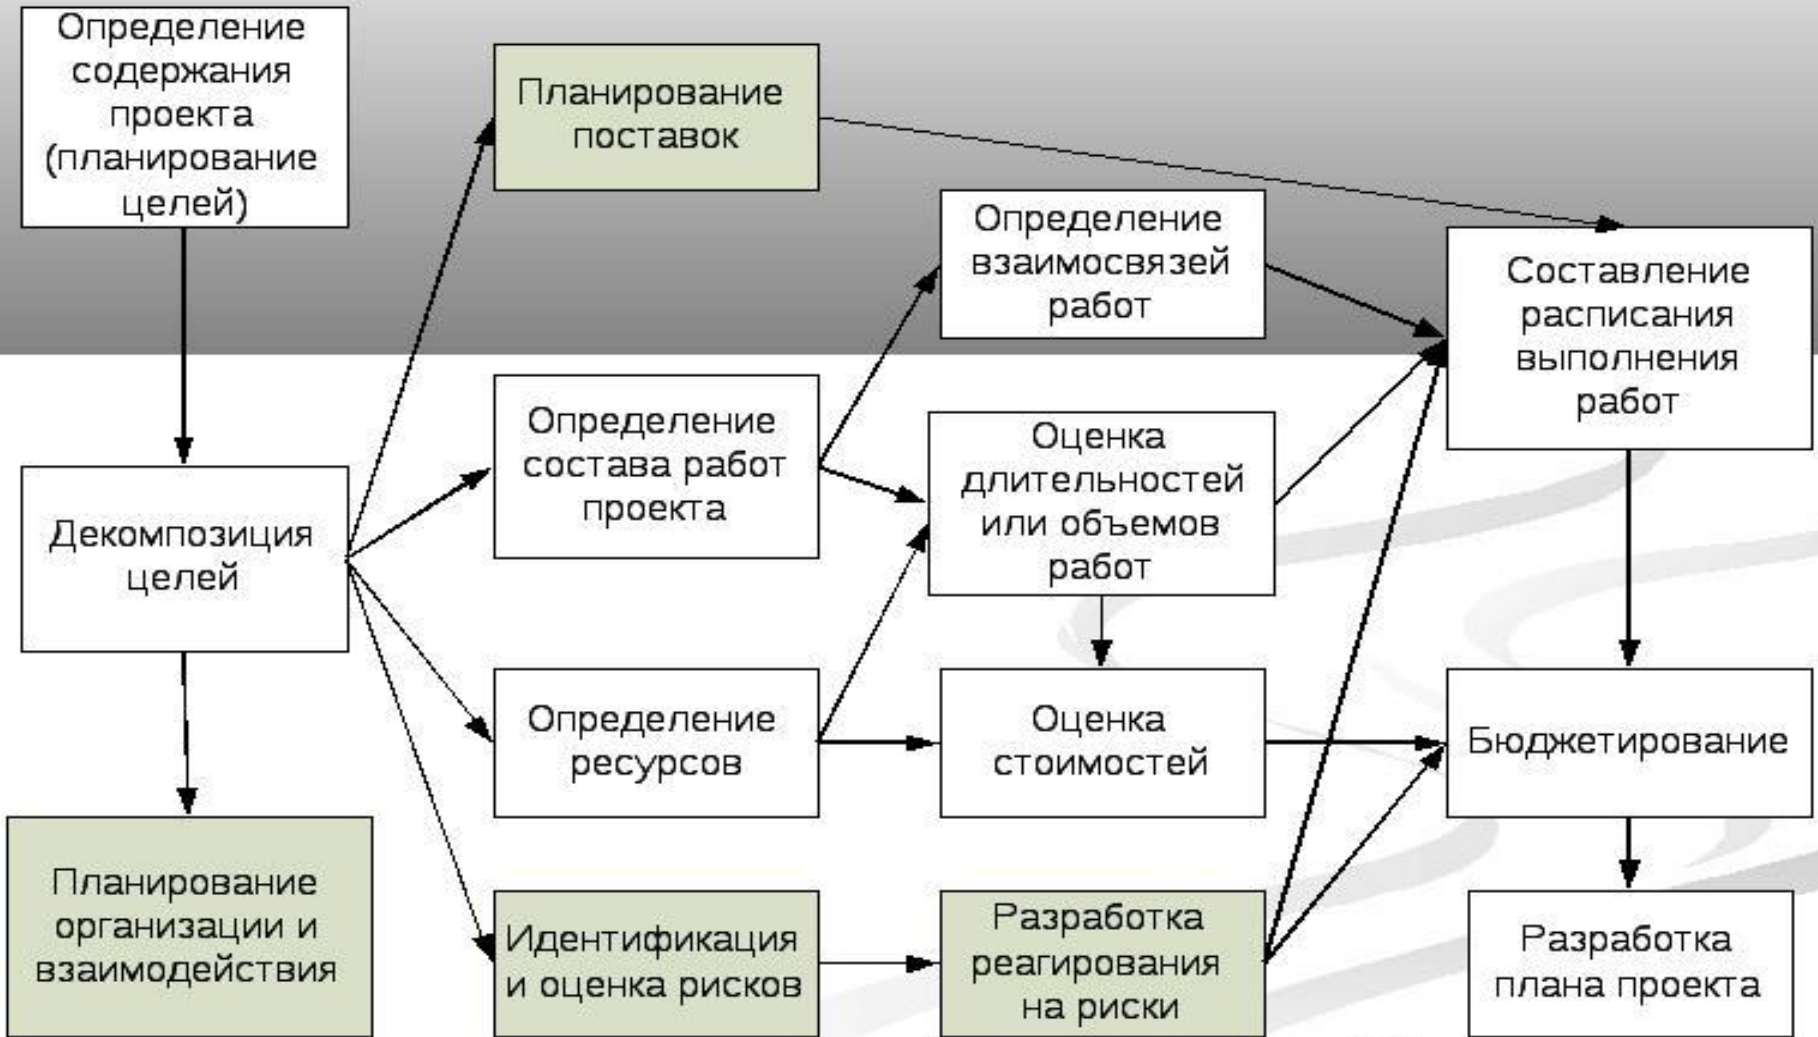 Определение
содержания
проекта
(планирование
целей)
Планирование
поставок
Определение
взаимосвязей
работ
Составление
расписания
выполнения
работ
Декомпозиция
целей
Определение
состава работ
проекта
Оценка
длительностей
или объемов
работ
Определение
ресурсов
Оценка
стоимостей
Бюджетирование
Планирование
организации и
взаимодействия
Идентификация
и оценка рисков
Разработка
реагирования
на риски
Разработка
плана проекта